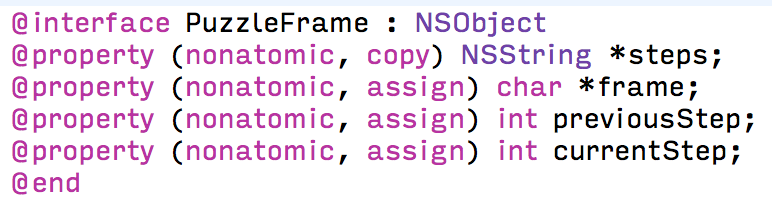 @interface PuzzleFrame : NSObject
@property (nonatomic, copy) NSString *steps;
@property (nonatomic, assign) char *frame;
@property (nonatomic, assign) int previousStep;
@property (nonatomic, assign) int currentStep;
@end